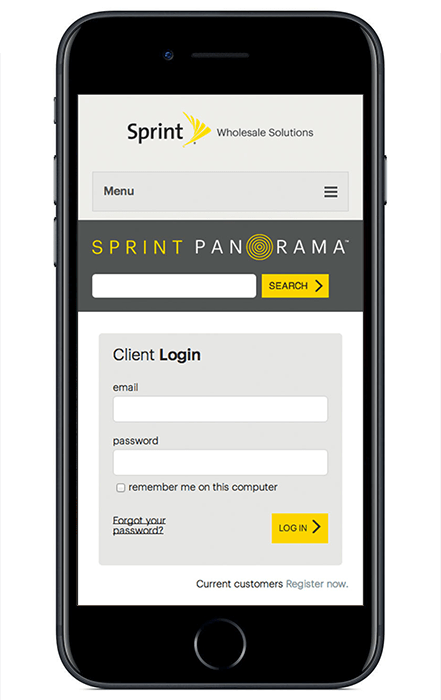 Sprint Wholesale Solutions
Menu
SPRINT PANORAMA™
SEARCH
Client Login
email
password
remember me on this computer
Forgot your
password?
LOG IN
Current customers Register now.